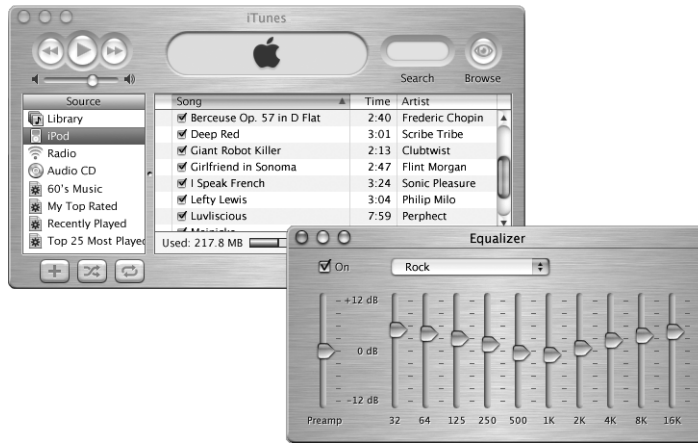 iTunes
Search Browse
Source
Library
iPod
Radio
Audio CD
60's Music
My Top Rated
Recently Played
Top 25 Most Played
Song Time Artist
Berceuse Op. 57 in D Flat 2:40 Frederic Chopin
Deep Red 3:01 Scribe Tribe
Giant Robot Killer 2:13 Clubtwist
Girlfriend in Sonoma 2:47 Flint Morgan
I Speak French 3:24 Sonic Pleasure
Lefty Lewis 3:04 Philip Milo
Luvliscious 7:59 Perphect
Used: 217.8 MB
Equalizer
On Rock
+12 dB
0 dB
-12 dB
Preamp 32 64 125 250 500 1K 2K 4K 8K 16K